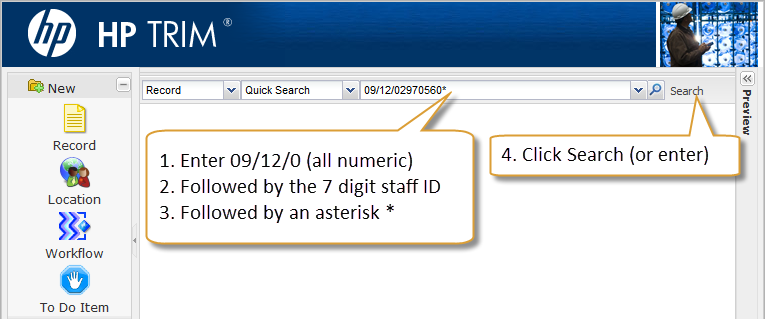 hp HP TRIM®
New
Record Quick Search 09/12/02970560* Search
Preview
Record
Location
Workflow
To Do Item
1. Enter 09/12/0 (all numeric)
2. Followed by the 7 digit staff ID
3. Followed by an asterisk *
4. Click Search (or enter)